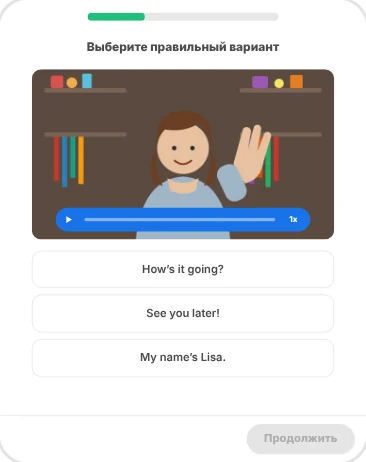 Выберите правильный вариант
1x
How's it going?
See you later!
My name's Lisa.
Продолжить